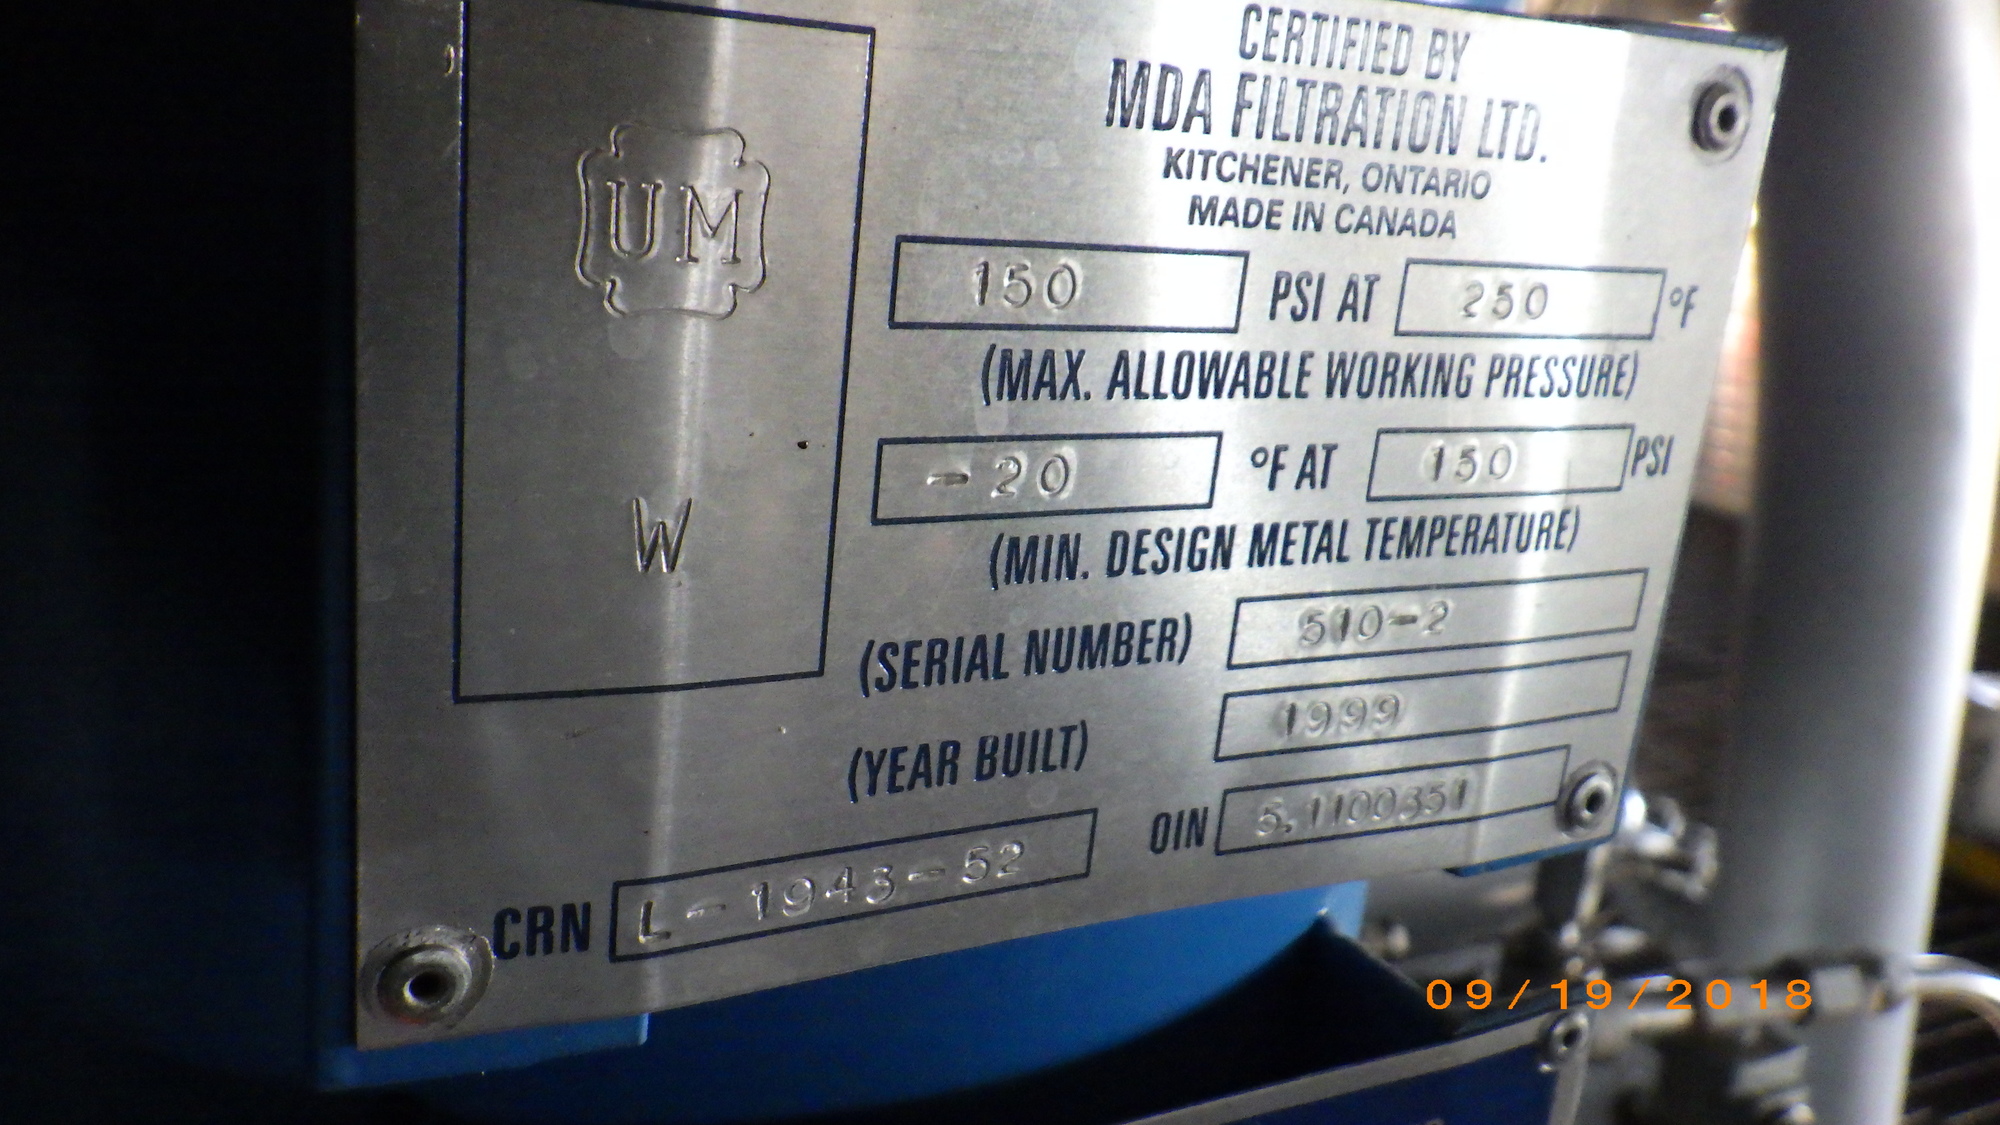 UM
W
CERTIFIED BY
MDA FILTRATION LTD.
KITCHENER, ONTARIO
MADE IN CANADA
150 PSI AT 250 °F
(MAX. ALLOWABLE WORKING PRESSURE)
-20 °F AT 150 PSI
(MIN. DESIGN METAL TEMPERATURE)
(SERIAL NUMBER) 510-2
(YEAR BUILT) 1999
CRN L-1943-52 OIN 5.1100351
09/19/2018